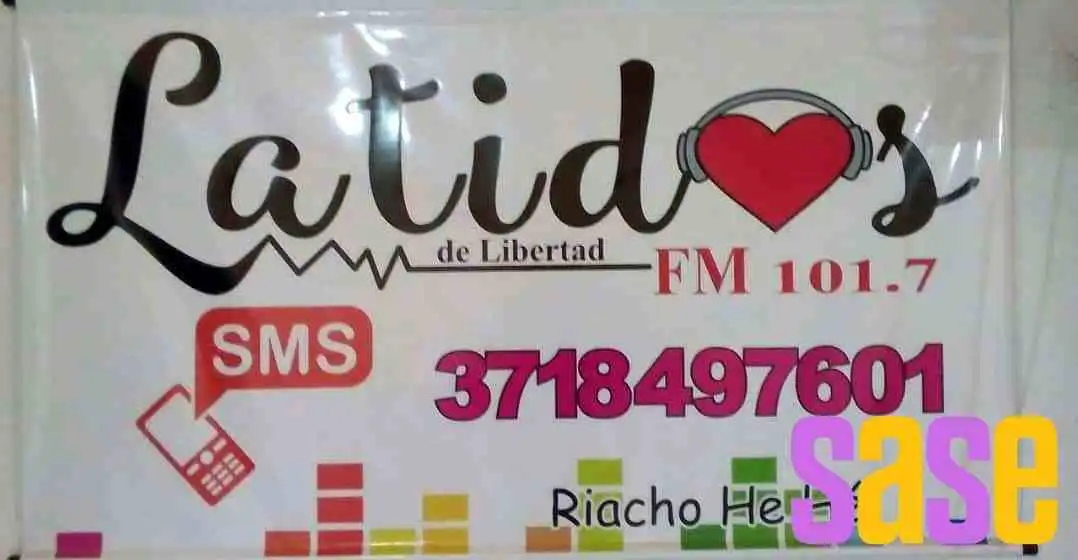 Latidos
de Libertad
FM 101.7
SMS
3718497601
Riacho
sase